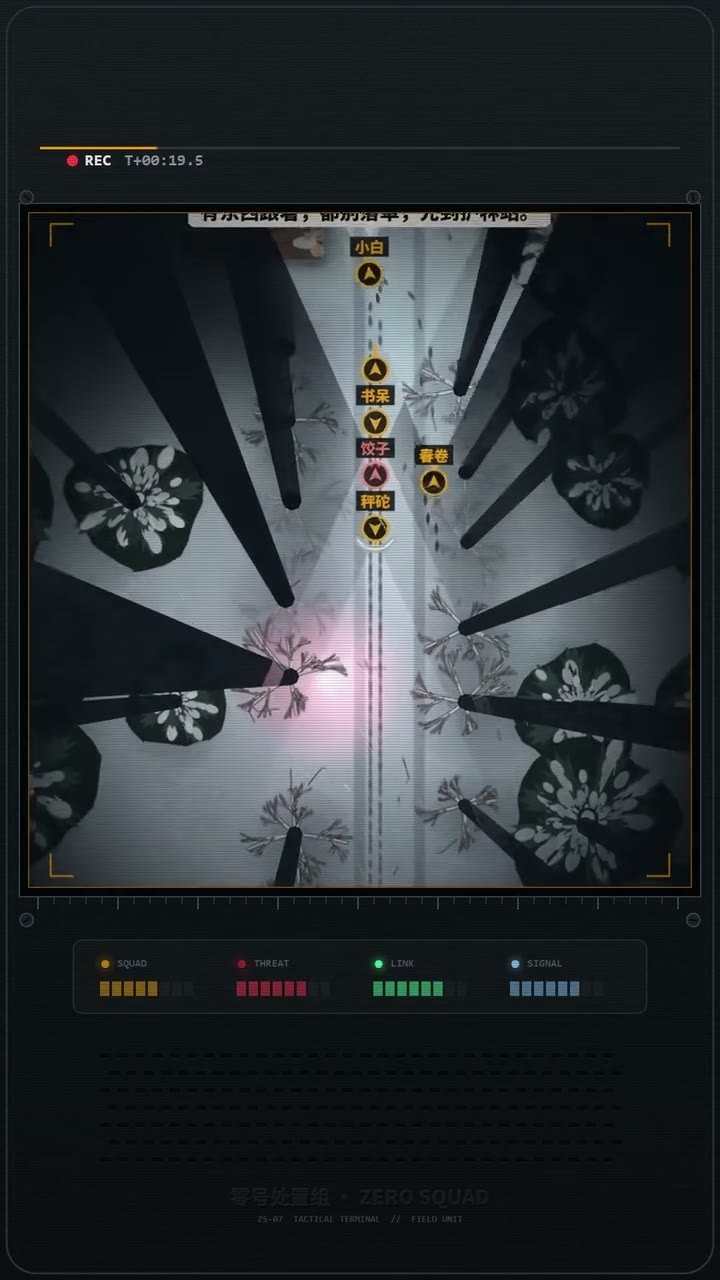 REC T+00:19.5
有东西跟着，都别落单，先到护林站。
小白
书呆
饺子
春卷
秤砣
SQUAD THREAT LINK SIGNAL
零号处置组 · ZERO SQUAD
ZS-07 TACTICAL TERMINAL // FIELD UNIT